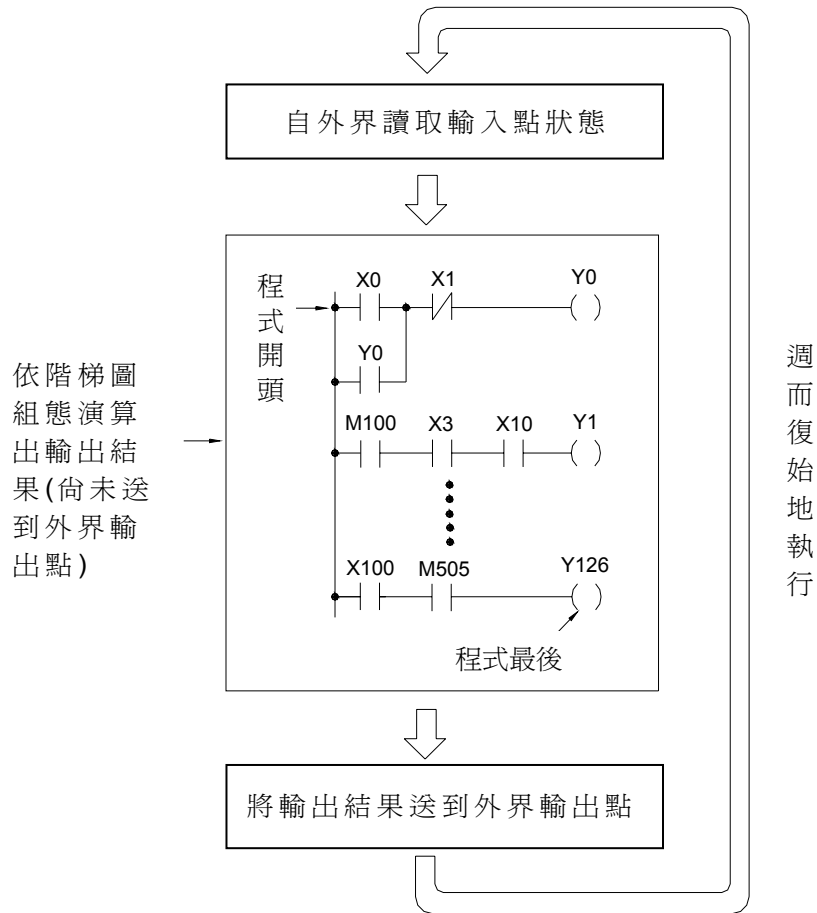 自外界讀取輸入點狀態
程式開頭
X0 X1 Y0
Y0
M100 X3 X10 Y1
X100 M505 Y126
程式最後
依階梯圖
組態演算
出輸出結
果(尚未送
到外界輸
出點)
週而復始地執行
將輸出結果送到外界輸出點